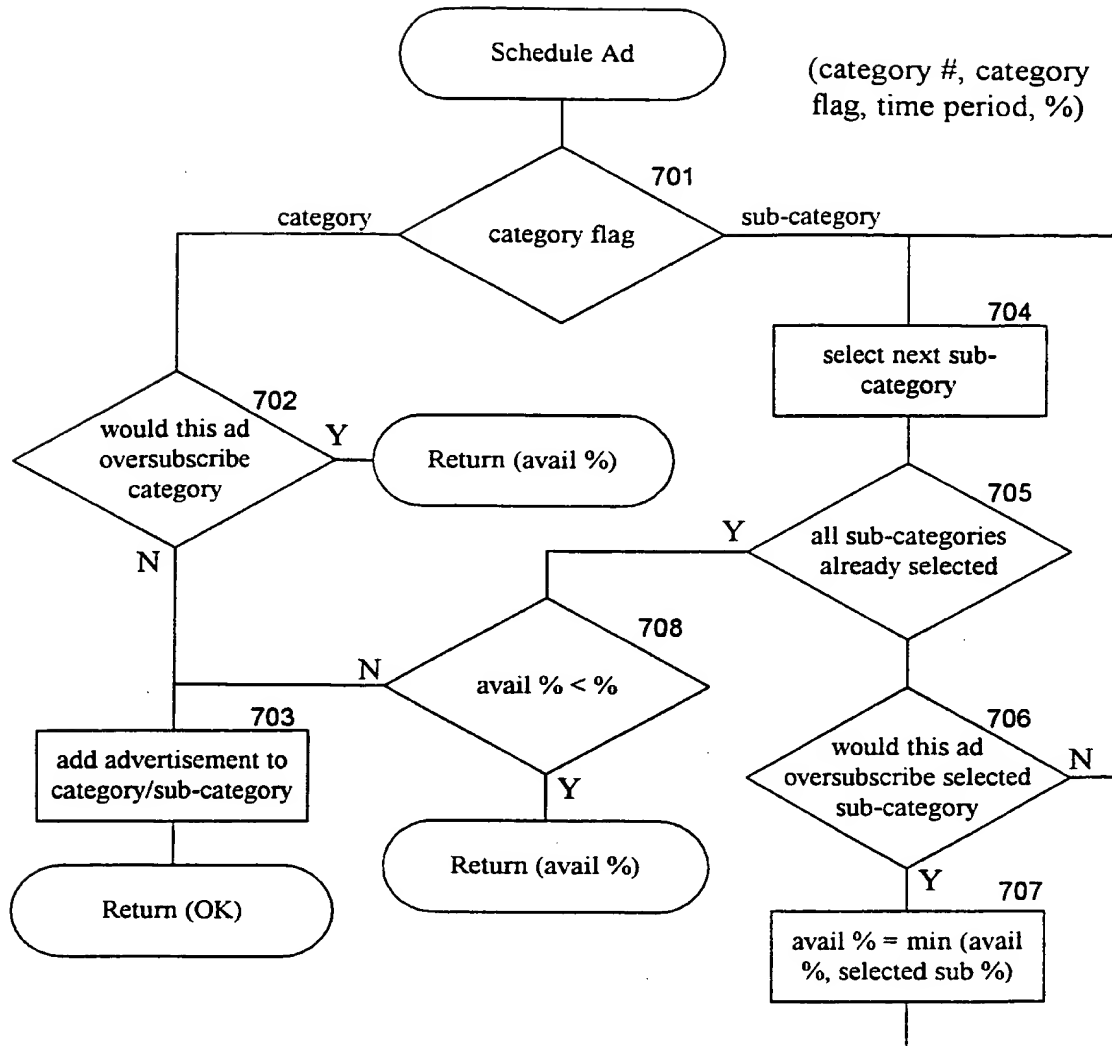 Schedule Ad
(category #, category
flag, time period, %)
701
category
category flag
sub-category
704
select next sub-
category
702
would this ad
oversubscribe
category
Y
Return (avail %)
705
Y
all sub-categories
already selected
N
708
N
avail % < %
703
add advertisement to
category/sub-category
706
would this ad
oversubscribe selected
sub-category
N
Y
Return (avail %)
Return (OK)
Y
707
avail % = min (avail
%, selected sub %)